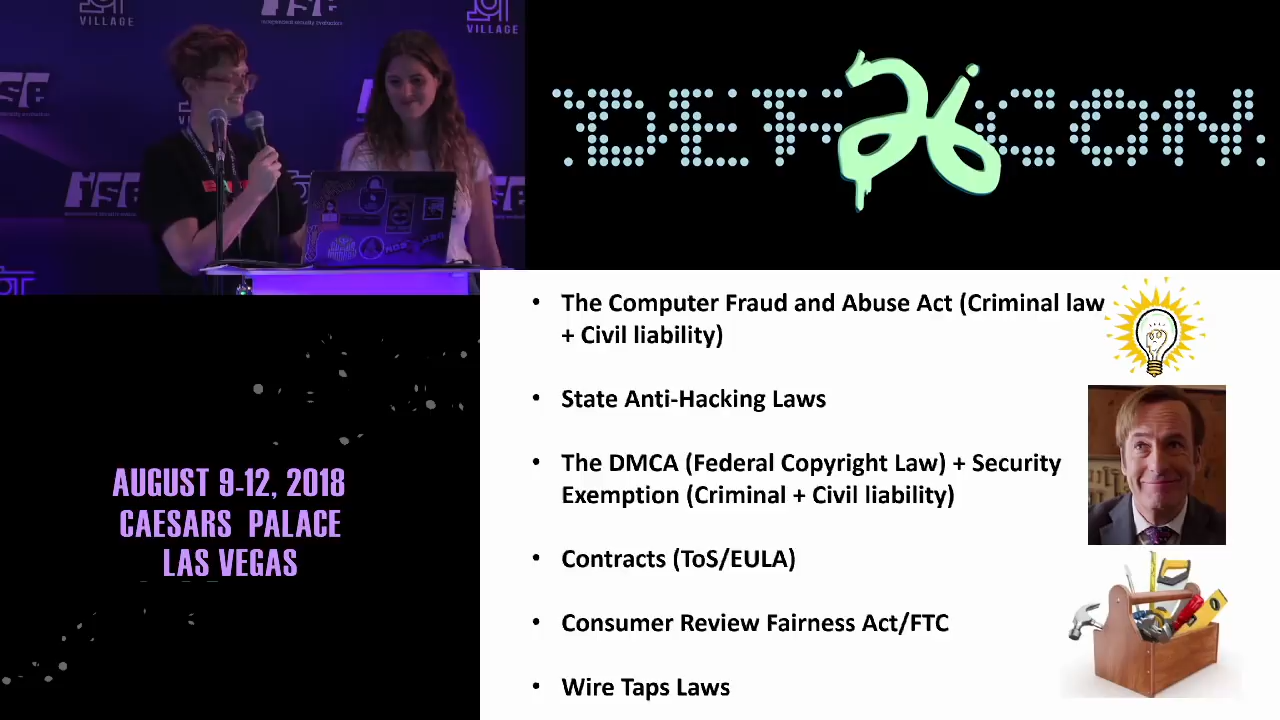 VILLAGE
VILLAGE
DEF CON
26
• The Computer Fraud and Abuse Act (Criminal law
+ Civil liability)
• State Anti-Hacking Laws
• The DMCA (Federal Copyright Law) + Security
Exemption (Criminal + Civil liability)
• Contracts (ToS/EULA)
• Consumer Review Fairness Act/FTC
• Wire Taps Laws
AUGUST 9-12, 2018
CAESARS PALACE
LAS VEGAS